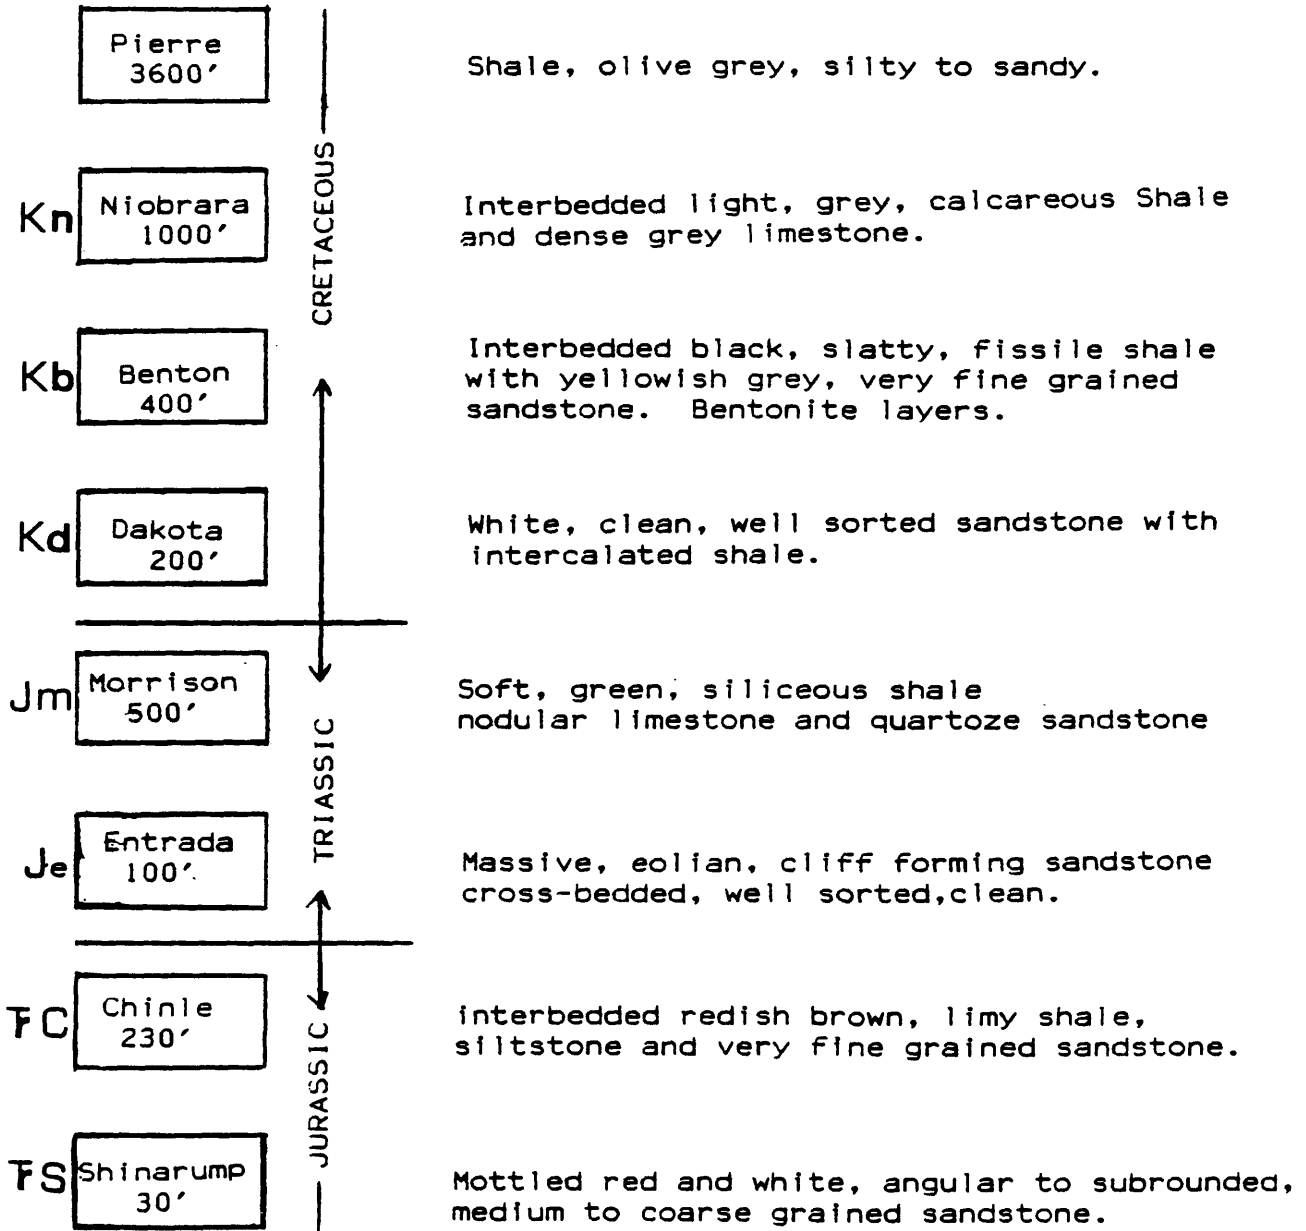 Pierre
3600′
Shale, olive grey, silty to sandy.
CRETACEOUS
Kn
Niobrara
1000′
Interbedded light, grey, calcareous Shale
and dense grey limestone.
Kb
Benton
400′
Interbedded black, slatty, fissile shale
with yellowish grey, very fine grained
sandstone. Bentonite layers.
Kd
Dakota
200′
White, clean, well sorted sandstone with
intercalated shale.
Jm
Morrison
500′
Soft, green, siliceous shale
nodular limestone and quartoze sandstone
TRIASSIC
Je
Entrada
100′
Massive, eolian, cliff forming sandstone
cross-bedded, well sorted,clean.
TC
Chinle
230′
interbedded redish brown, limy shale,
siltstone and very fine grained sandstone.
JURASSIC
TS
Shinarump
30′
Mottled red and white, angular to subrounded,
medium to coarse grained sandstone.